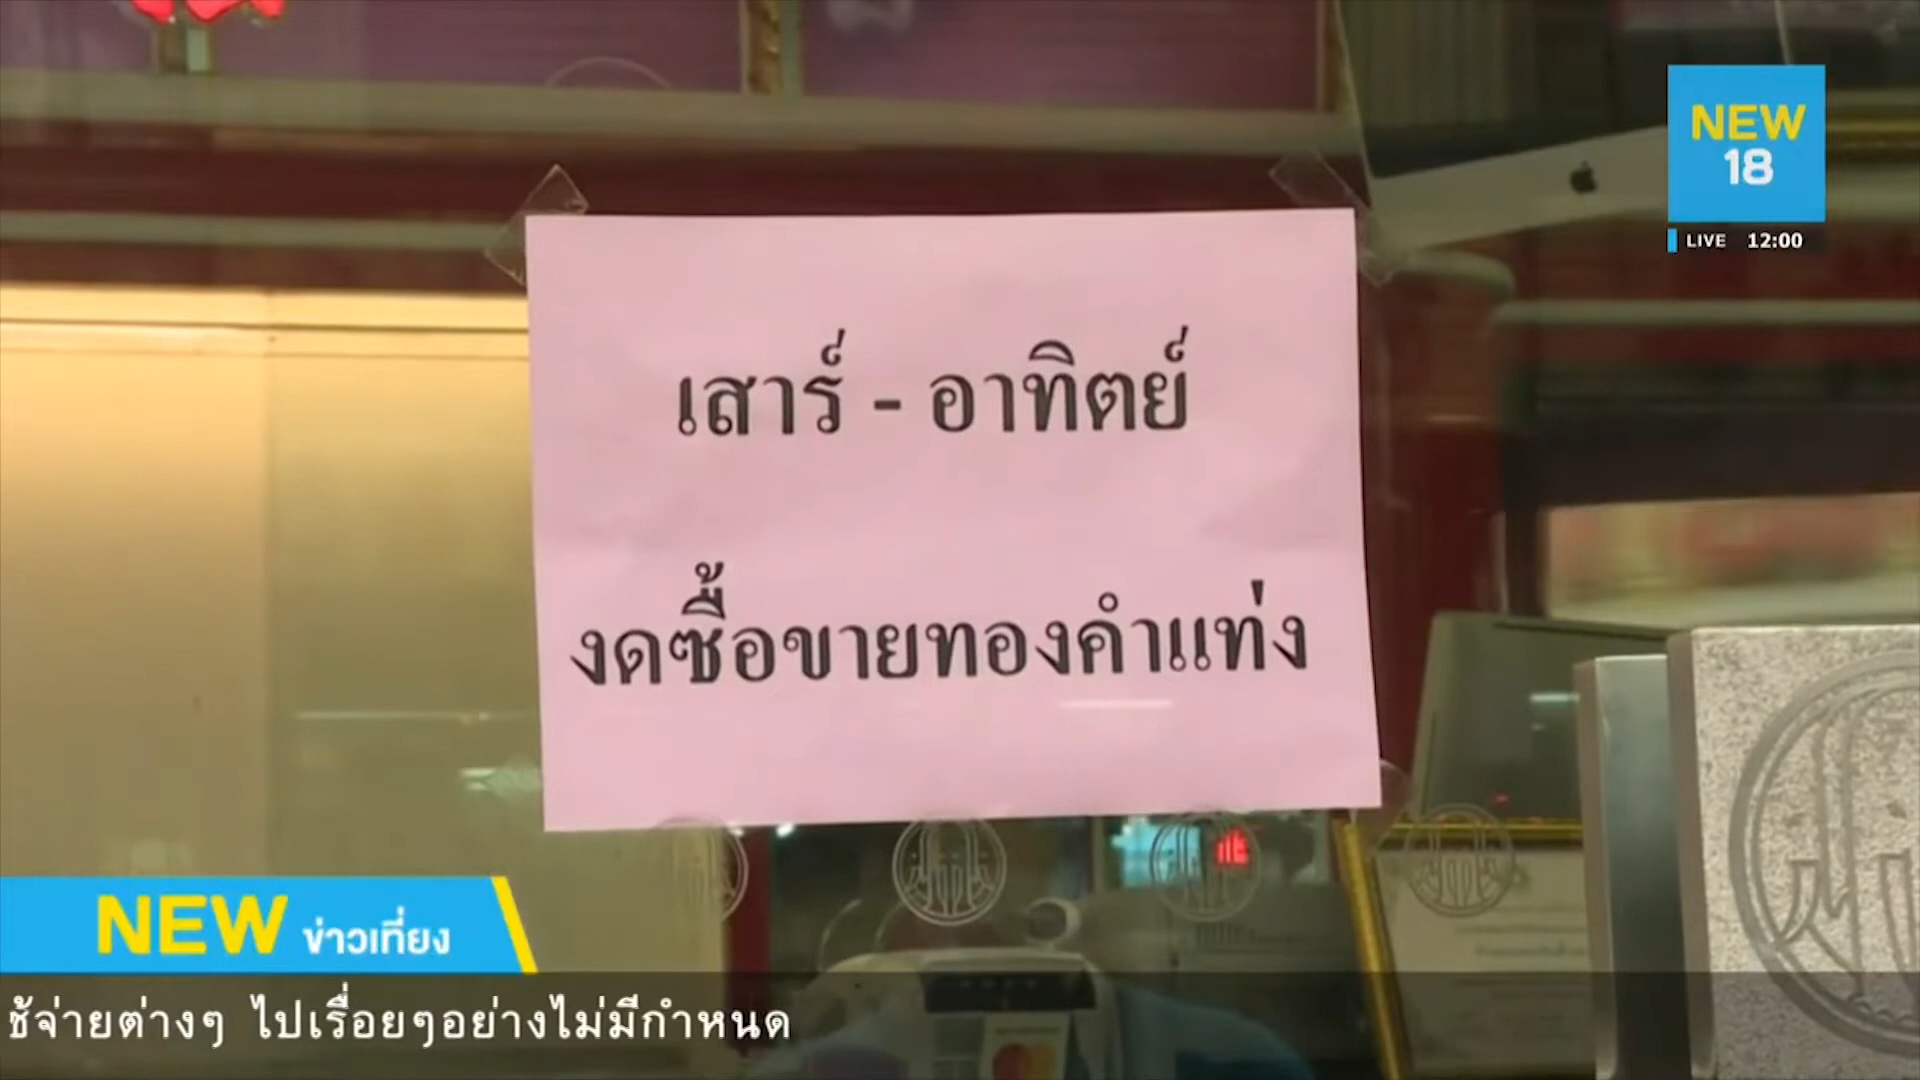 NEW
18
LIVE 12:00
เสาร์ - อาทิตย์
งดซื้อขายทองคำแท่ง
NEW ข่าวเที่ยง
ช้จ่ายต่างๆ ไปเรื่อยๆอย่างไม่มีกำหนด